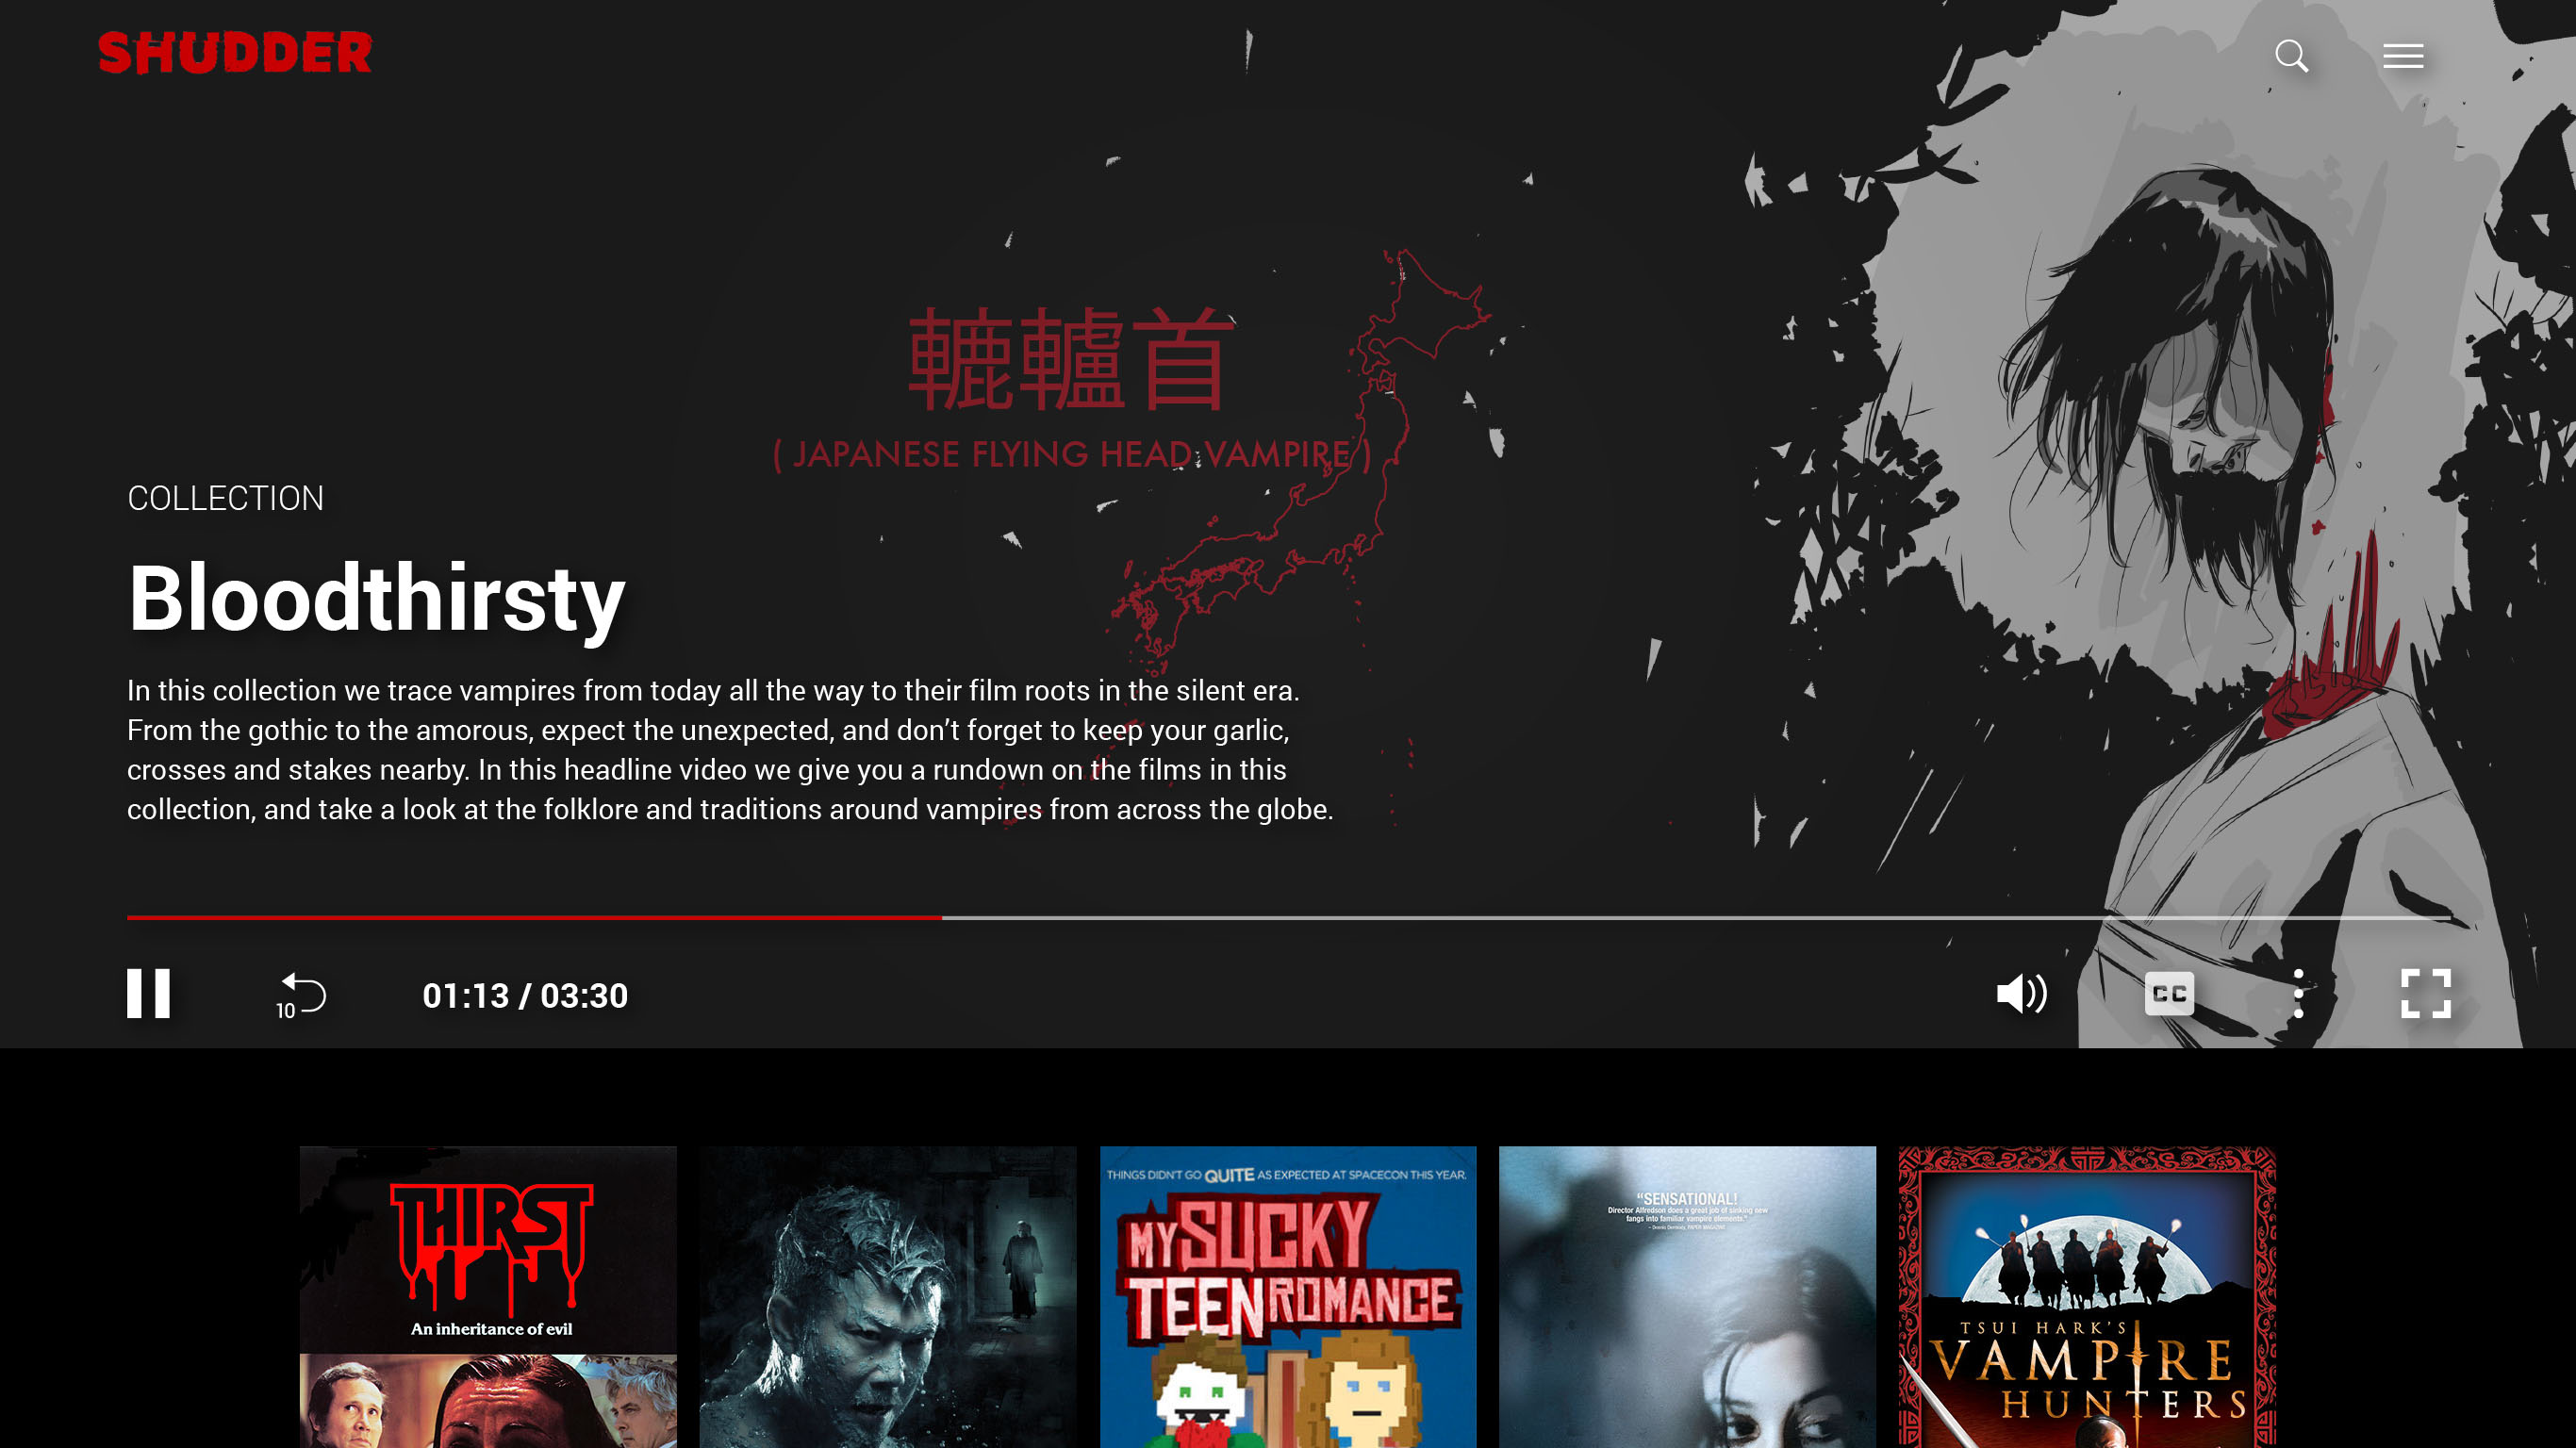 SHUDDER
轆轤首
( JAPANESE FLYING HEAD VAMPIRE )
COLLECTION
Bloodthirsty
In this collection we trace vampires from today all the way to their film roots in the silent era.
From the gothic to the amorous, expect the unexpected, and don’t forget to keep your garlic,
crosses and stakes nearby. In this headline video we give you a rundown on the films in this
collection, and take a look at the folklore and traditions around vampires from across the globe.
10
01:13 / 03:30
CC
THIRST
An inheritance of evil
THINGS DIDN'T GO QUITE AS EXPECTED AT SPACECON THIS YEAR.
MY SUCKY
TEEN ROMANCE
“SENSATIONAL!
Director Alfredson does a great job of sinking new
fangs into familiar vampire elements.”
TSUI HARK'S
VAMPIRE
HUNTERS